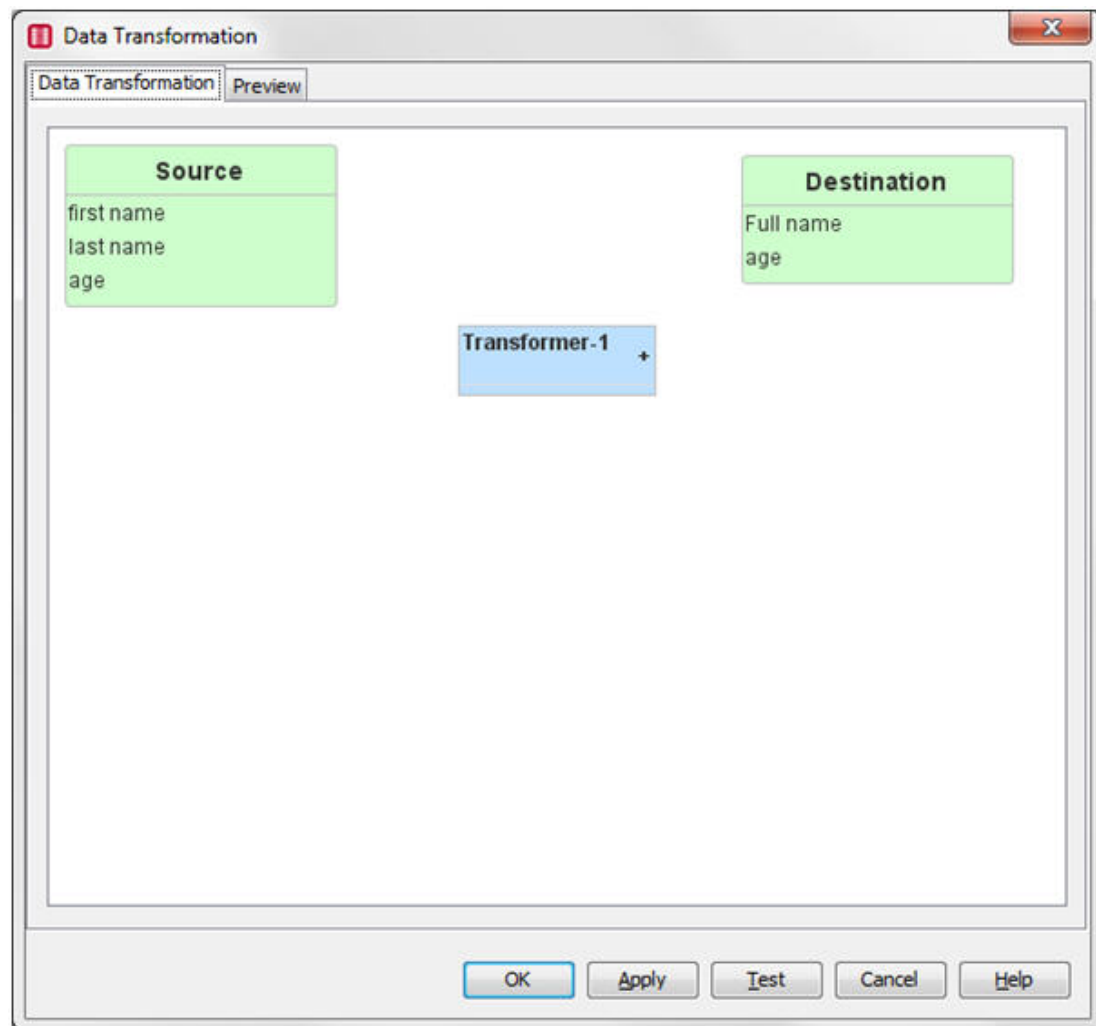 Data Transformation
x
Data Transformation Preview
Source
first name
last name
age
Destination
Full name
age
Transformer-1 +
OK Apply Test Cancel Help